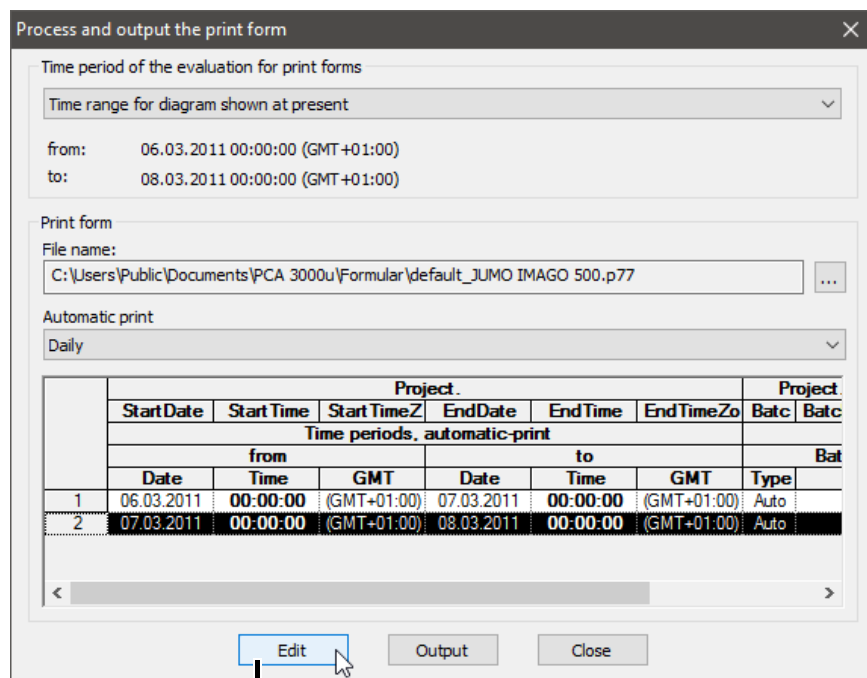 Process and output the print form
Time period of the evaluation for print forms
Time range for diagram shown at present
from: 06.03.2011 00:00:00 (GMT+01:00)
to: 08.03.2011 00:00:00 (GMT+01:00)
Print form
File name:
C:\Users\Public\Documents\PCA 3000u\Formular\default_JUMO IMAGO 500.p77 ...
Automatic print
Daily
Project. Project.
StartDate StartTime StartTimeZ EndDate EndTime EndTimeZo Batc Batc
Time periods, automatic-print
from to Bat
Date Time GMT Date Time GMT Type
1 06.03.2011 00:00:00 (GMT+01:00) 07.03.2011 00:00:00 (GMT+01:00) Auto
2 07.03.2011 00:00:00 (GMT+01:00) 08.03.2011 00:00:00 (GMT+01:00) Auto
Edit Output Close